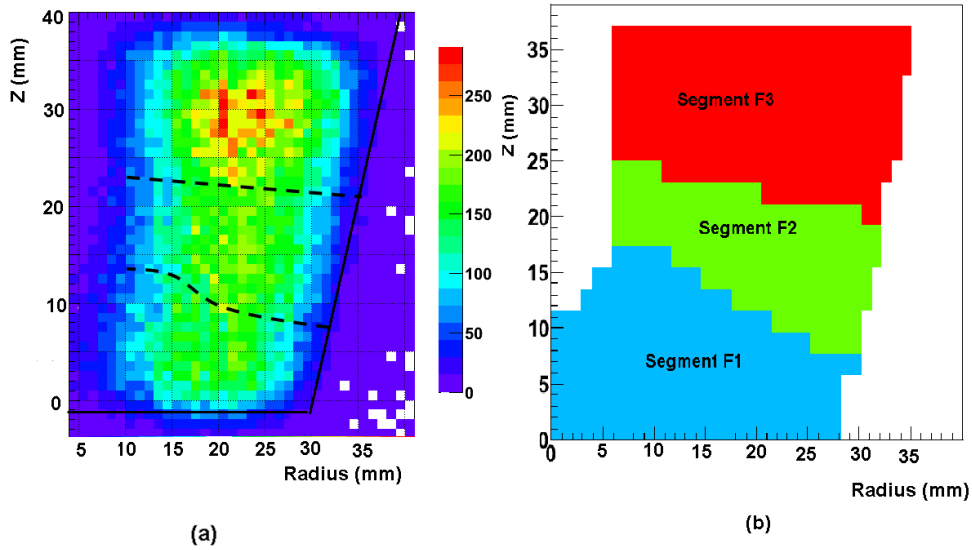 40
30
20
10
0
Z (mm)
5 10 15 20 25 30 35
Radius (mm)
250
200
150
100
50
0
(a)
35
30
25
20
15
10
5
0
Z (mm)
Segment F3
Segment F2
Segment F1
0 5 10 15 20 25 30 35
Radius (mm)
(b)